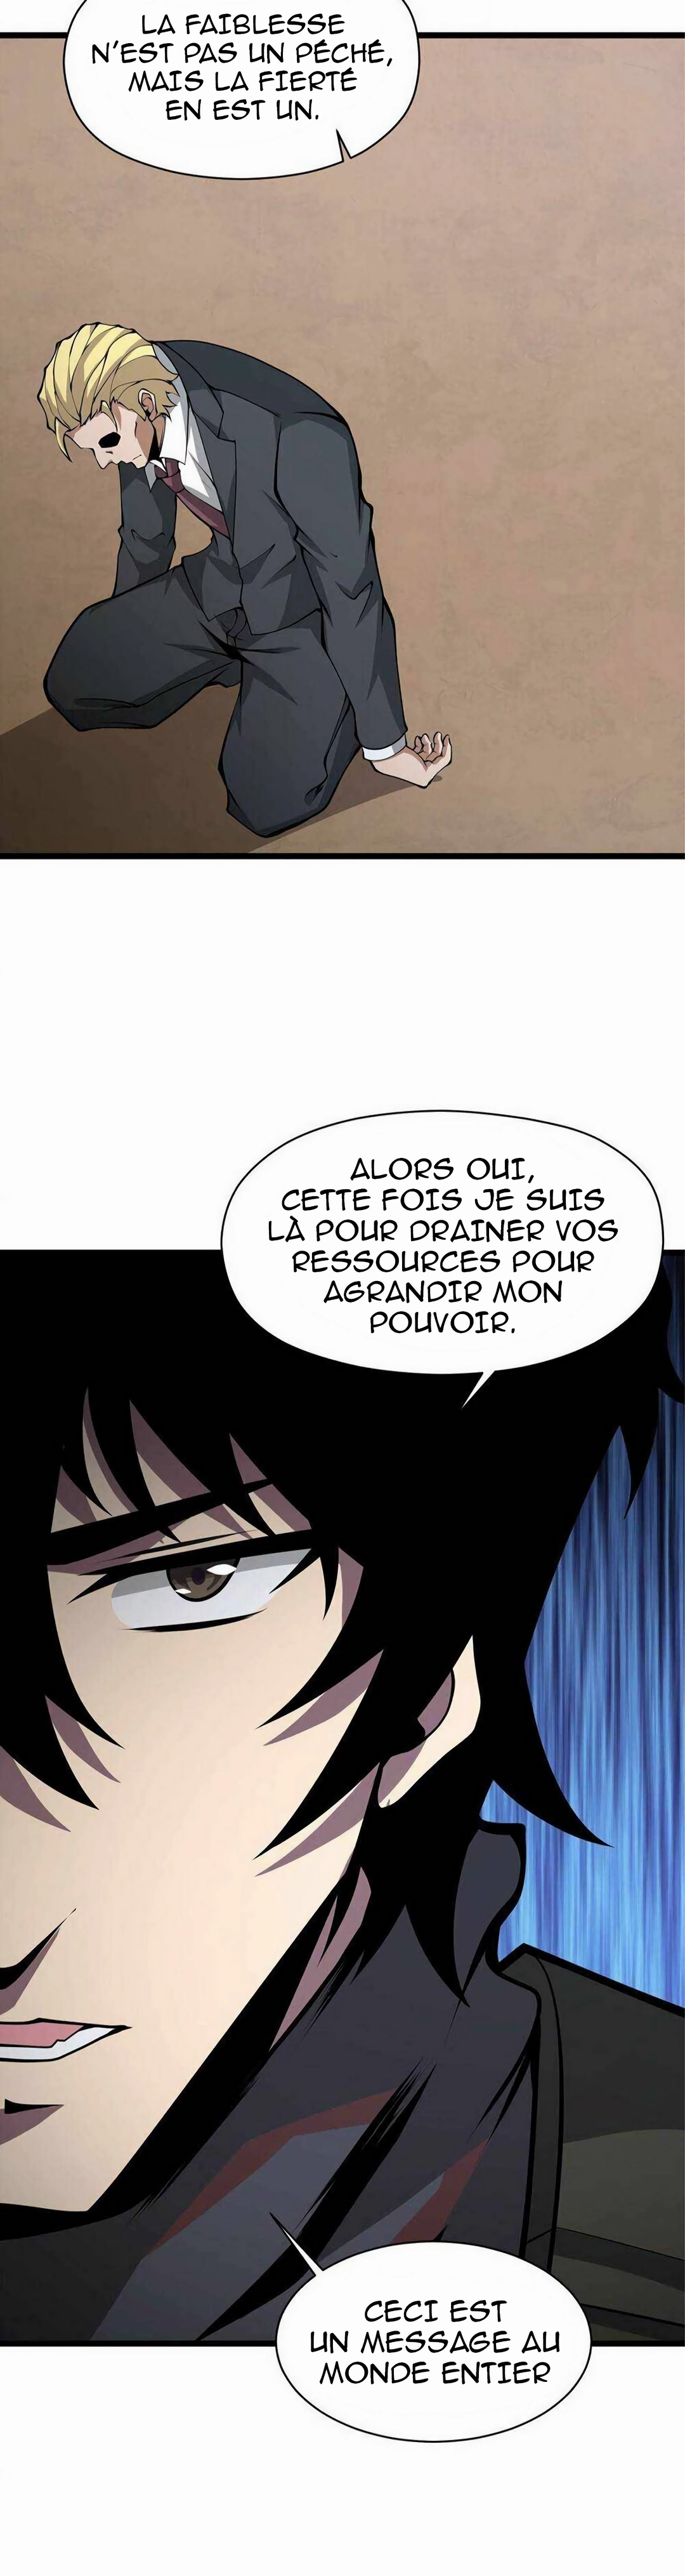 LA FAIBLESSE
N'EST PAS UN PÉCHÉ,
MAIS LA FIERTÉ
EN EST UN.
ALORS OUI,
CETTE FOIS JE SUIS
LÀ POUR DRAINER VOS
RESSOURCES POUR
AGRANDIR MON
POUVOIR.
CECI EST
UN MESSAGE AU
MONDE ENTIER